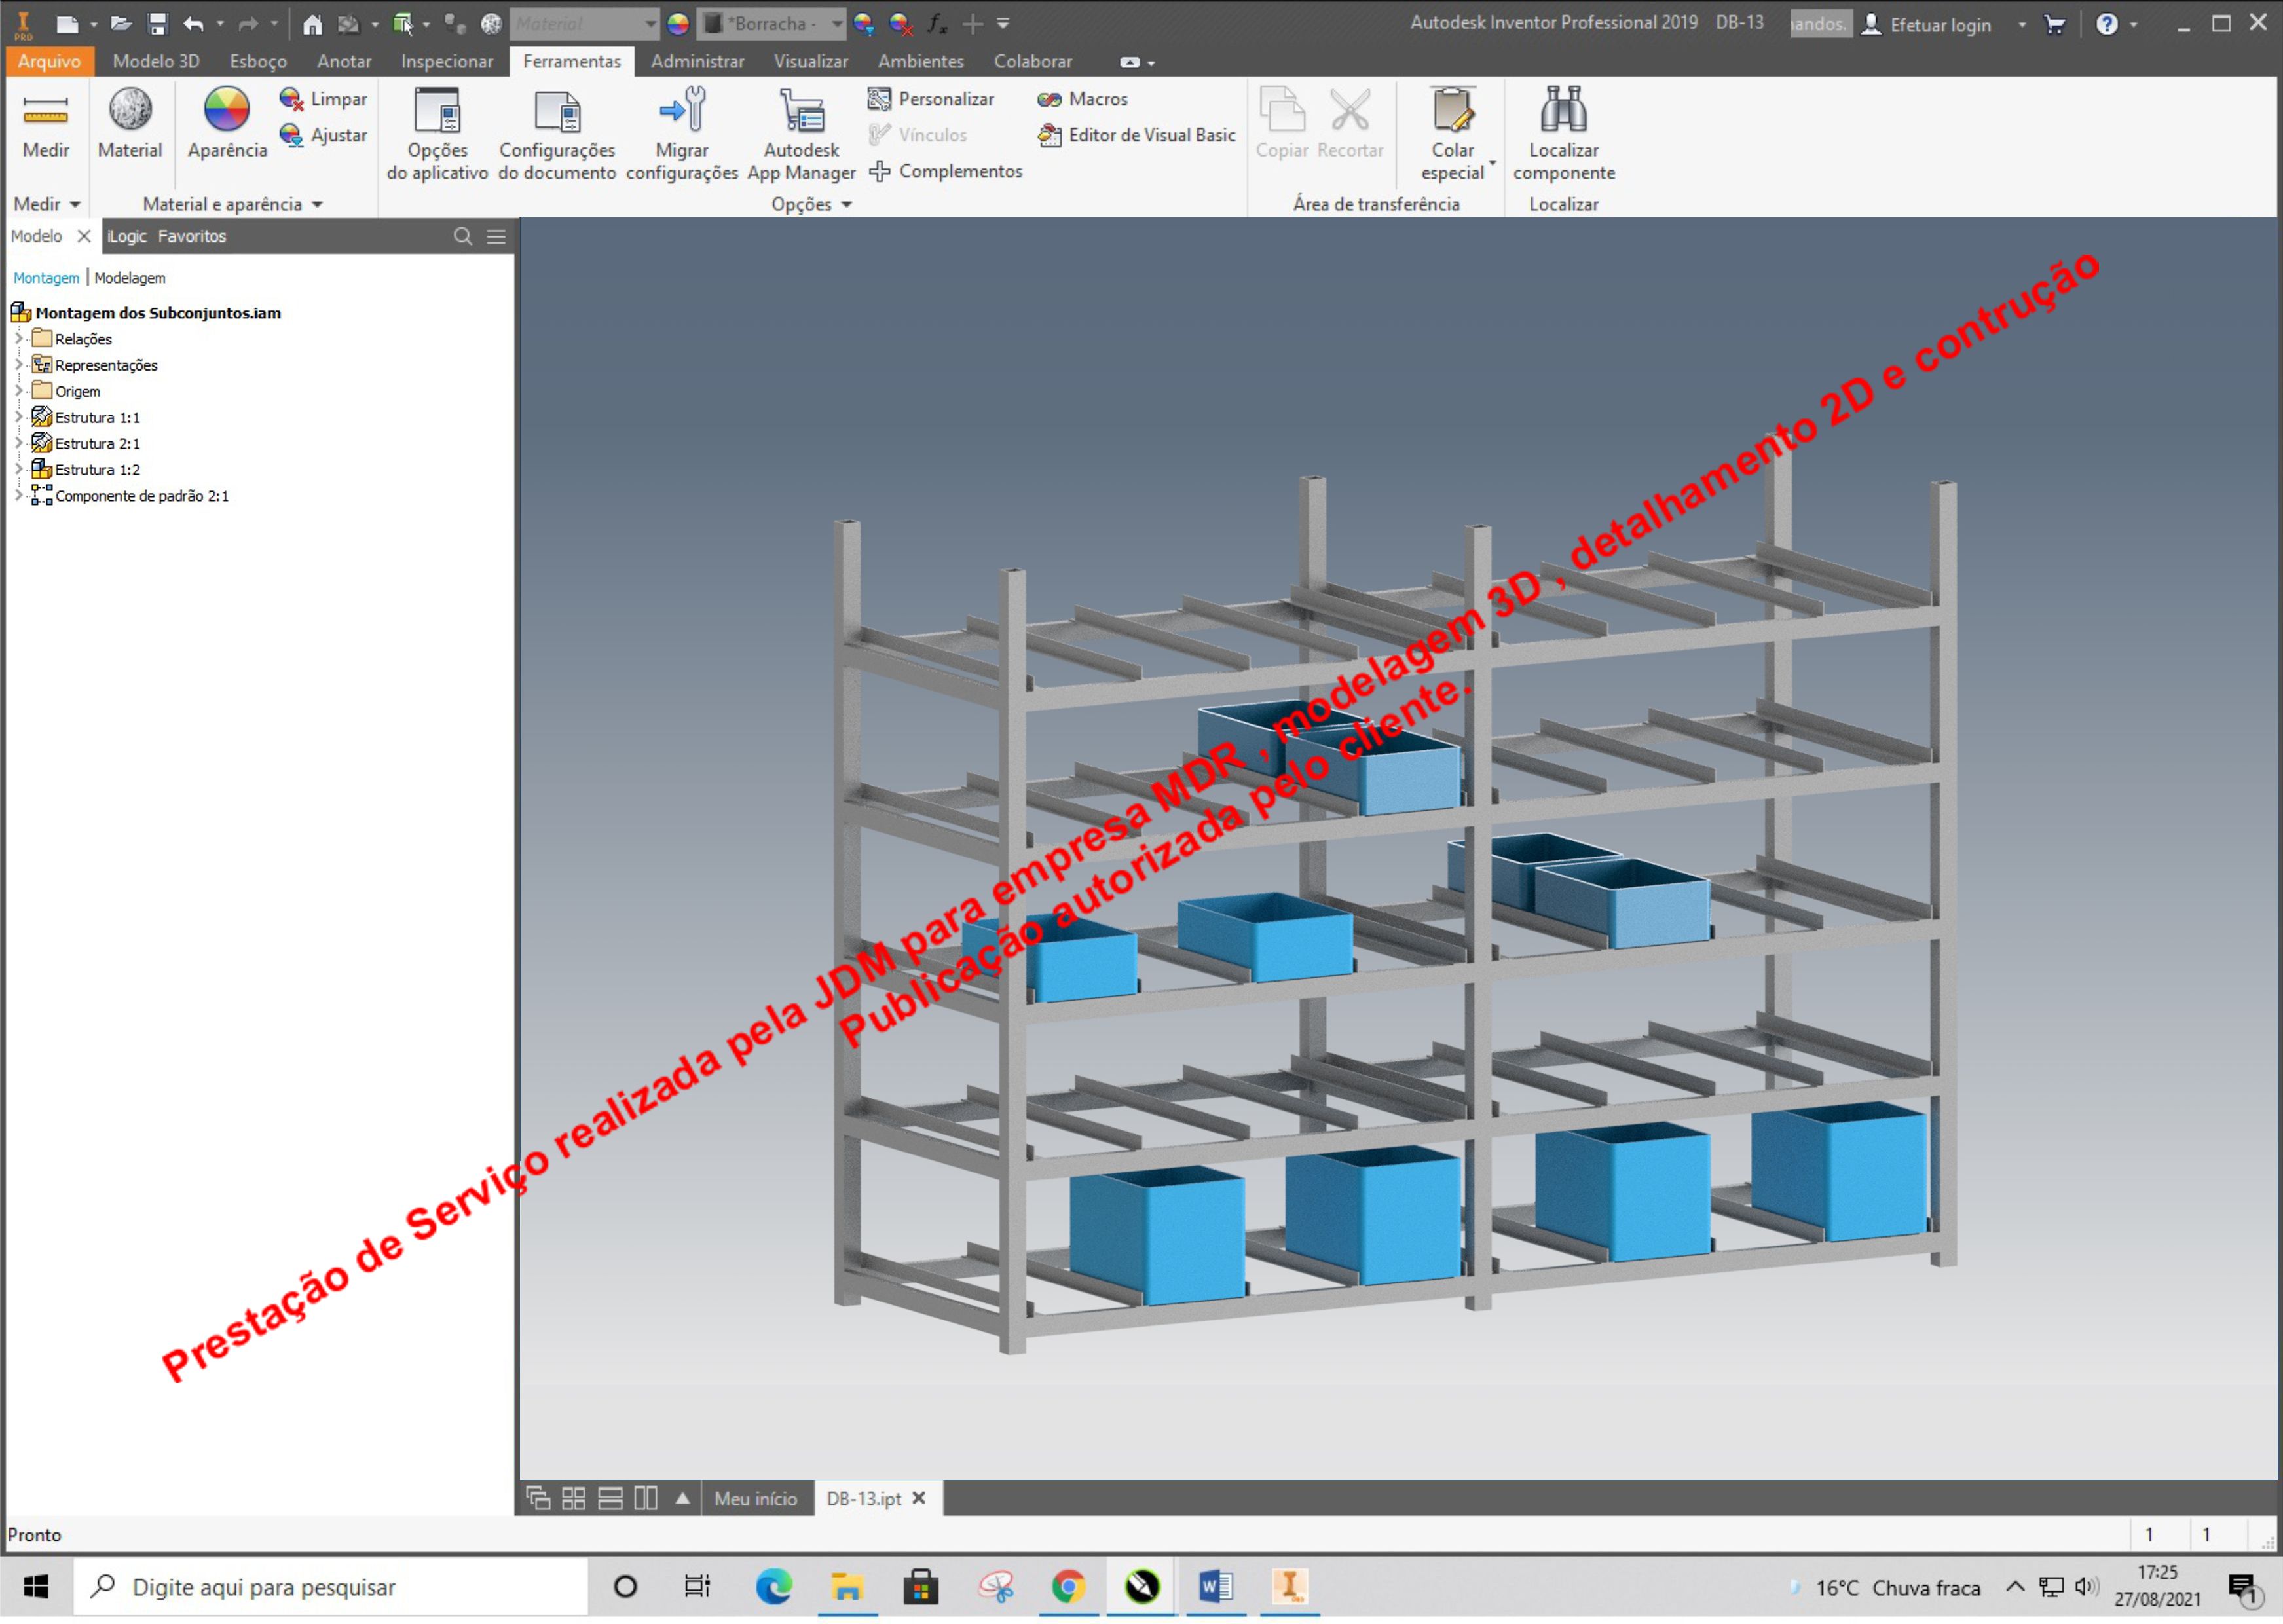 PRO
Material
*Borracha -
fx
Autodesk Inventor Professional 2019 DB-13
andos.
Efetuar login
Arquivo Modelo 3D Esboço Anotar Inspecionar Ferramentas Administrar Visualizar Ambientes Colaborar
Medir
Material
Aparência
Limpar
Ajustar
Opções
do aplicativo
Configurações
do documento
Migrar
configurações
Autodesk
App Manager
Personalizar
Vínculos
Complementos
Macros
Editor de Visual Basic
Copiar Recortar
Colar
especial
Localizar
componente
Medir
Material e aparência
Opções
Área de transferência
Localizar
Modelo
iLogic Favoritos
Montagem | Modelagem
Montagem dos Subconjuntos.iam
Relações
Representações
Origem
Estrutura 1:1
Estrutura 2:1
Estrutura 1:2
Componente de padrão 2:1
Prestação de Serviço realizada pela JDM para empresa MDR , modelagem 3D , detalhamento 2D e contrução
Publicação autorizada pelo cliente.
Meu início DB-13.ipt
Pronto
1 1
Digite aqui para pesquisar
16°C Chuva fraca
17:25
27/08/2021
1